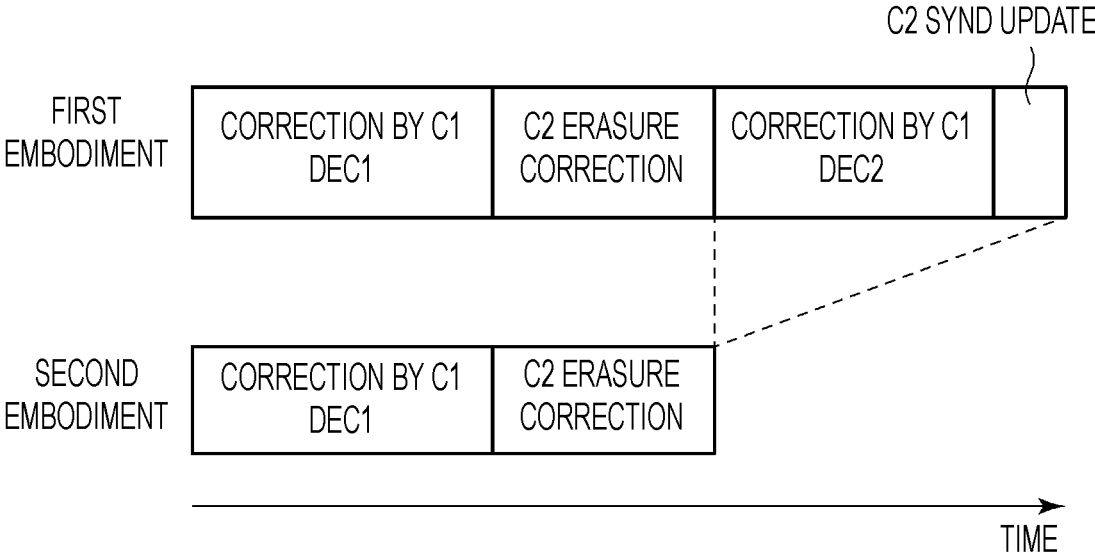 C2 SYND UPDATE
FIRST
EMBODIMENT
CORRECTION BY C1
DEC1
C2 ERASURE
CORRECTION
CORRECTION BY C1
DEC2
SECOND
EMBODIMENT
CORRECTION BY C1
DEC1
C2 ERASURE
CORRECTION
TIME